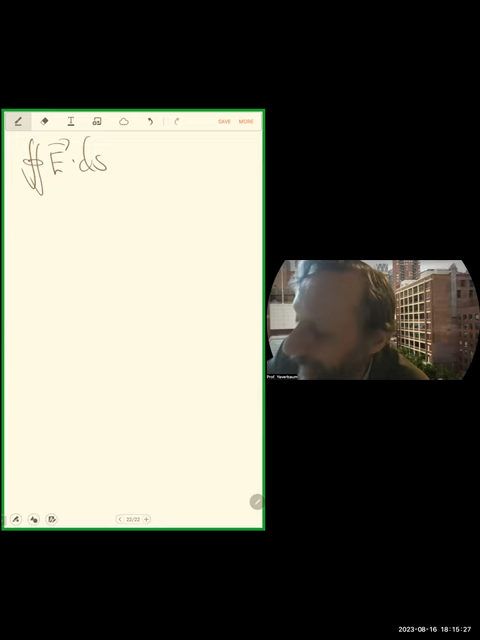 SAVE MORE
∯ E⃗ · ds
Prof. Yaverbaum
22/22
2023-08-16 18:15:27